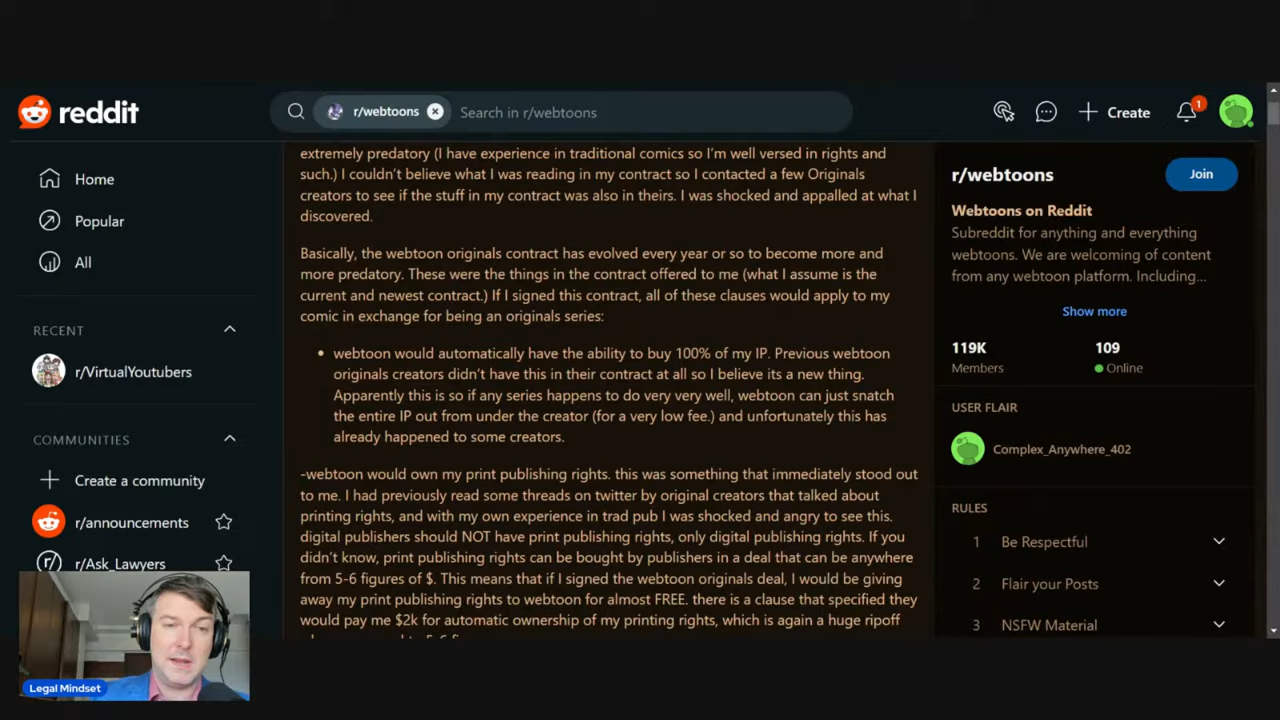 reddit
r/webtoons
Search in r/webtoons
Create
1
Home
Popular
All
RECENT
r/VirtualYoutubers
COMMUNITIES
Create a community
r/announcements
r/Ask_Lawyers
Legal Mindset
extremely predatory (I have experience in traditional comics so I'm well versed in rights and
such.) I couldn't believe what I was reading in my contract so I contacted a few Originals
creators to see if the stuff in my contract was also in theirs. I was shocked and appalled at what I
discovered.
Basically, the webtoon originals contract has evolved every year or so to become more and
more predatory. These were the things in the contract offered to me (what I assume is the
current and newest contract.) If I signed this contract, all of these clauses would apply to my
comic in exchange for being an originals series:
• webtoon would automatically have the ability to buy 100% of my IP. Previous webtoon
originals creators didn't have this in their contract at all so I believe its a new thing.
Apparently this is so if any series happens to do very very well, webtoon can just snatch
the entire IP out from under the creator (for a very low fee.) and unfortunately this has
already happened to some creators.
-webtoon would own my print publishing rights. this was something that immediately stood out
to me. I had previously read some threads on twitter by original creators that talked about
printing rights, and with my own experience in trad pub I was shocked and angry to see this.
digital publishers should NOT have print publishing rights, only digital publishing rights. If you
didn't know, print publishing rights can be bought by publishers in a deal that can be anywhere
from 5-6 figures of $. This means that if I signed the webtoon originals deal, I would be giving
away my print publishing rights to webtoon for almost FREE. there is a clause that specified they
would pay me $2k for automatic ownership of my printing rights, which is again a huge ripoff
r/webtoons
Join
Webtoons on Reddit
Subreddit for anything and everything
webtoons. We are welcoming of content
from any webtoon platform. Including...
Show more
119K
109
Members
Online
USER FLAIR
Complex_Anywhere_402
RULES
1 Be Respectful
2 Flair your Posts
3 NSFW Material